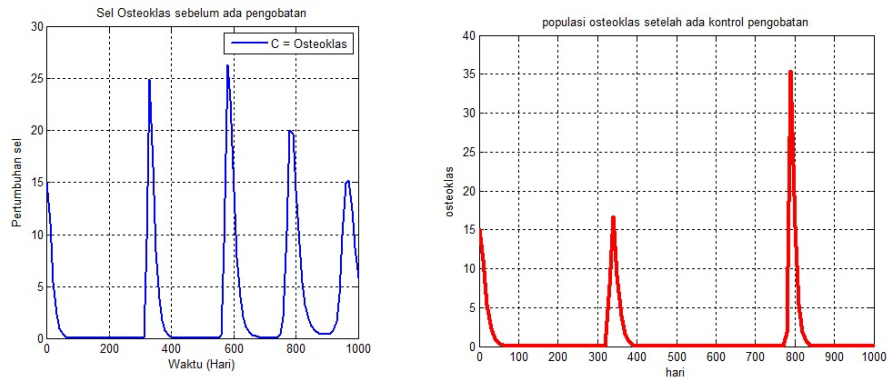 Sel Osteoklas sebelum ada pengobatan
C = Osteoklas
Pertumbuhan sel
30
25
20
15
10
5
0
0 200 400 600 800 1000
Waktu (Hari)
populasi osteoklas setelah ada kontrol pengobatan
osteoklas
40
35
30
25
20
15
10
5
0
0 100 200 300 400 500 600 700 800 900 1000
hari